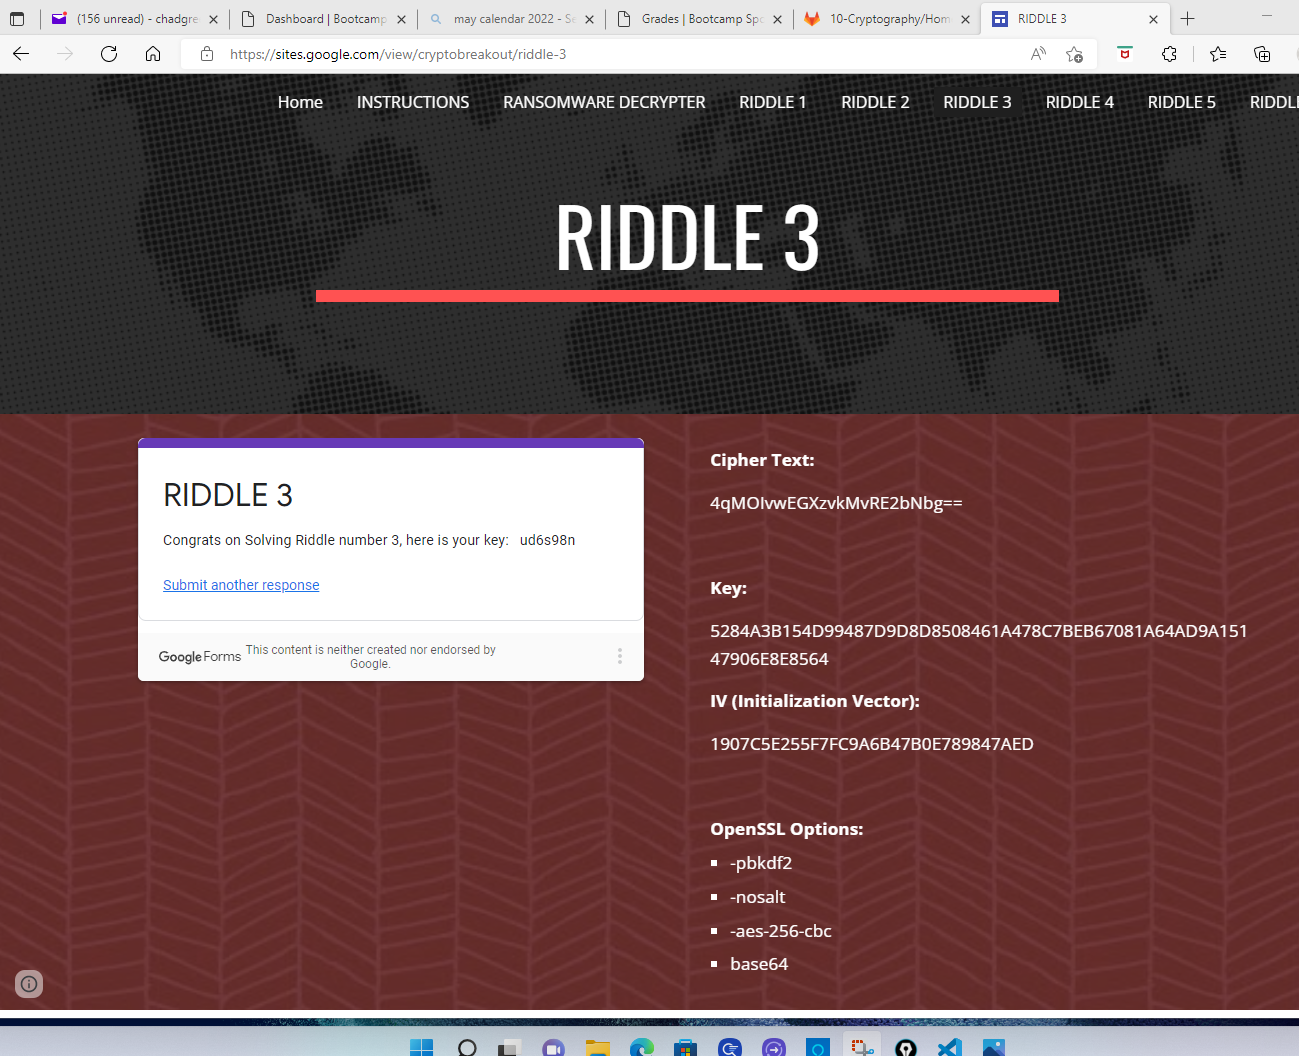 (156 unread) - chadgre
Dashboard | Bootcamp
may calendar 2022 - Se
Grades | Bootcamp Spo
10-Cryptography/Hom
RIDDLE 3
https://sites.google.com/view/cryptobreakout/riddle-3
Home INSTRUCTIONS RANSOMWARE DECRYPTER RIDDLE 1 RIDDLE 2 RIDDLE 3 RIDDLE 4 RIDDLE 5 RIDDL
RIDDLE 3
RIDDLE 3
Congrats on Solving Riddle number 3, here is your key: ud6s98n
Submit another response
Google Forms
This content is neither created nor endorsed by
Google.
Cipher Text:
4qMOIvwEGXzvkMvRE2bNbg==
Key:
5284A3B154D99487D9D8D8508461A478C7BEB67081A64AD9A151
47906E8E8564
IV (Initialization Vector):
1907C5E255F7FC9A6B47B0E789847AED
OpenSSL Options:
-pbkdf2
-nosalt
-aes-256-cbc
base64